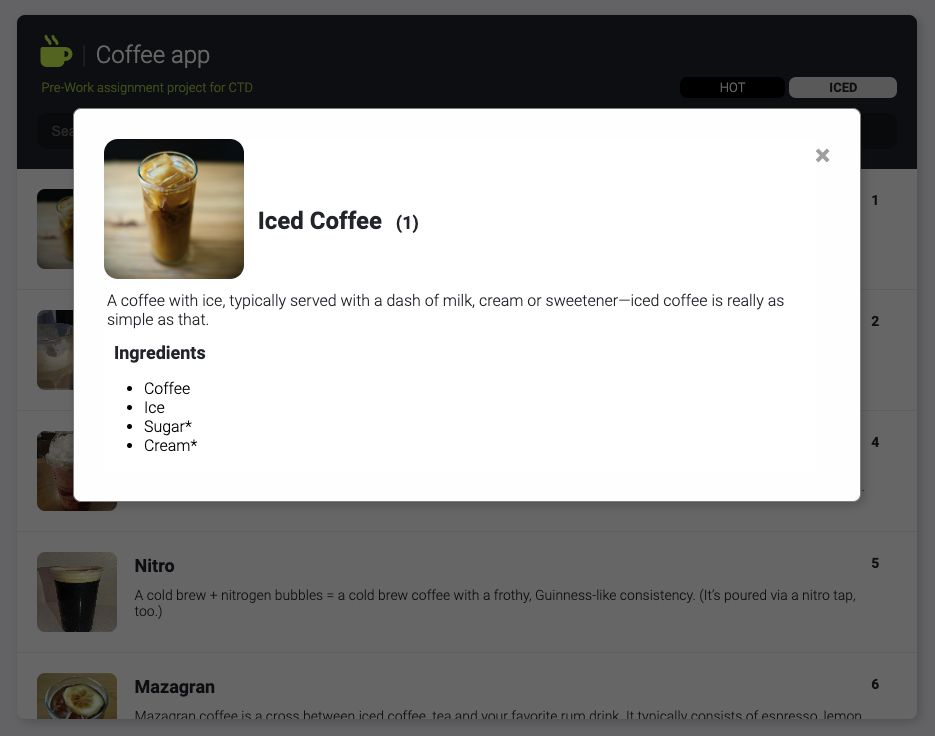 Coffee app
Pre-Work assignment project for CTD
HOT
ICED
Sea
Iced Coffee (1)
A coffee with ice, typically served with a dash of milk, cream or sweetener—iced coffee is really as
simple as that.
Ingredients
Coffee
Ice
Sugar*
Cream*
1
2
4
Nitro
5
A cold brew + nitrogen bubbles = a cold brew coffee with a frothy, Guinness-like consistency. (It's poured via a nitro tap,
too.)
Mazagran
6
Mazagran coffee is a cross between iced coffee, tea and your favorite rum drink. It typically consists of espresso, lemon,